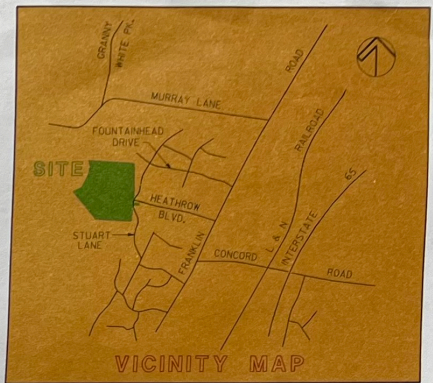 GRANNY
WHITE PK.
ROAD
MURRAY LANE
FOUNTAINHEAD
DRIVE
RAILROAD
SITE
65
HEATHROW
BLVD.
STUART
LANE
FRANKLIN
L & N
INTERSTATE
CONCORD
ROAD
VICINITY MAP